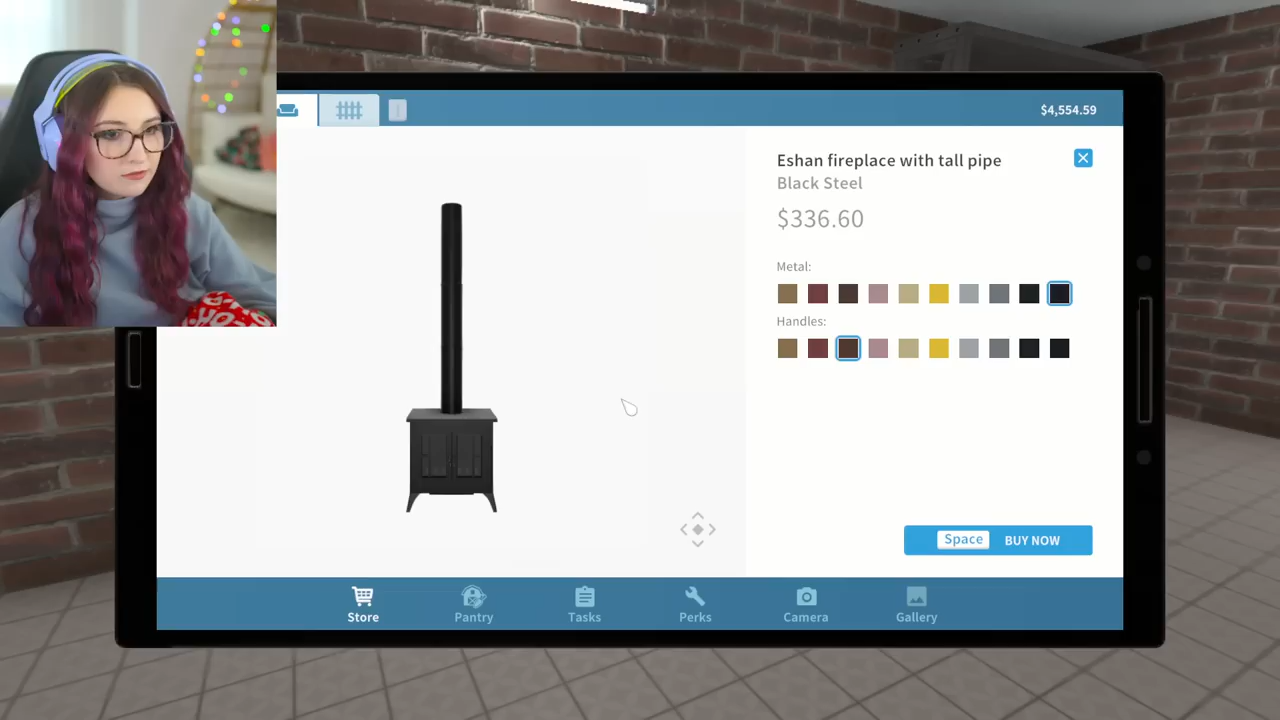 $4,554.59
Eshan fireplace with tall pipe
Black Steel
$336.60
Metal:
Handles:
Space BUY NOW
Store Pantry Tasks Perks Camera Gallery